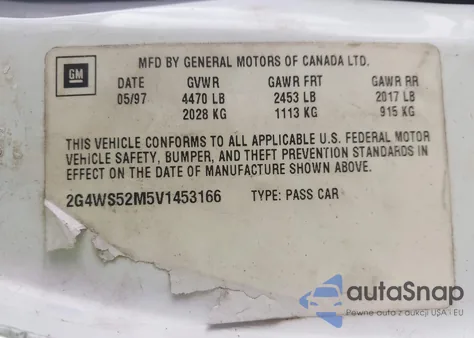 GM
MFD BY GENERAL MOTORS OF CANADA LTD.
05/97 GVWR GAWR FRT GAWR RR
4470 LB 2453 LB 2017 LB
2028 KG 1113 KG 915 KG
THIS VEHICLE CONFORMS TO ALL APPLICABLE U.S. FEDERAL MOTOR
VEHICLE SAFETY, BUMPER, AND THEFT PREVENTION STANDARDS IN
EFFECT ON THE DATE OF MANUFACTURE SHOWN ABOVE.
2G4WS52M5V1453166 TYPE: PASS CAR
autoSnap
Pewne auta z aukcji USA i EU